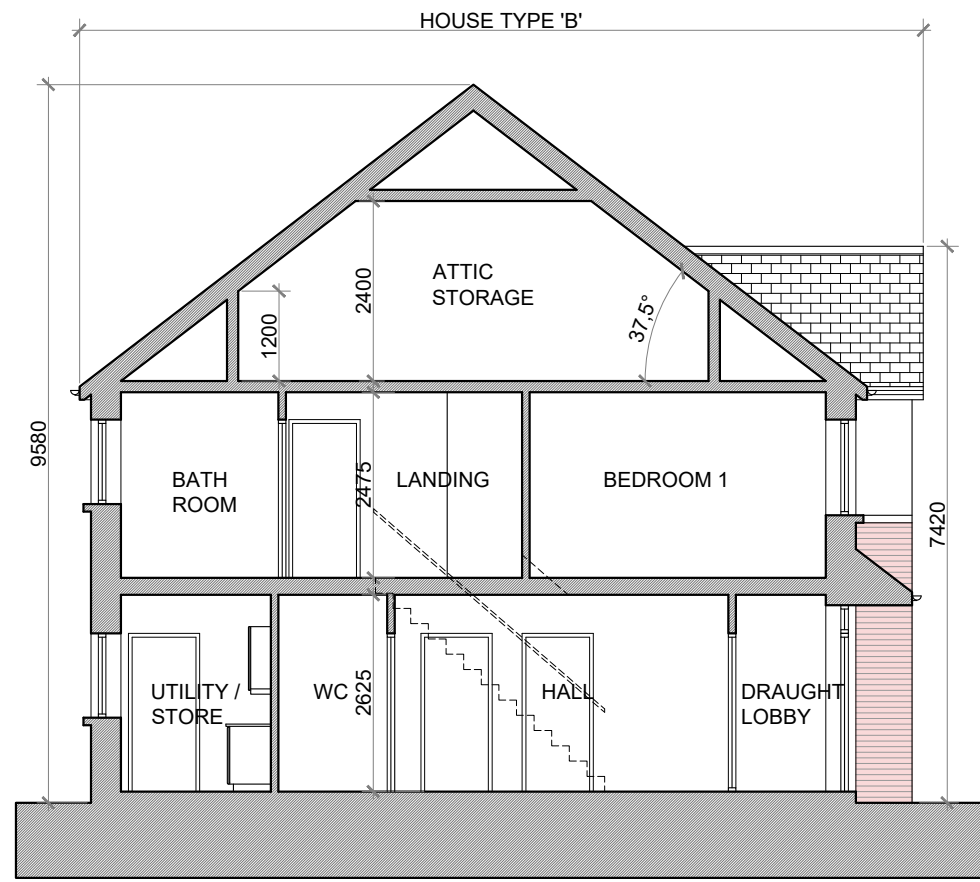 HOUSE TYPE 'B'
ATTIC
STORAGE
2400
1200
37,5°
9580
7420
BATH
ROOM
2475
LANDING
BEDROOM 1
UTILITY /
STORE
WC
2625
HALL
DRAUGHT
LOBBY